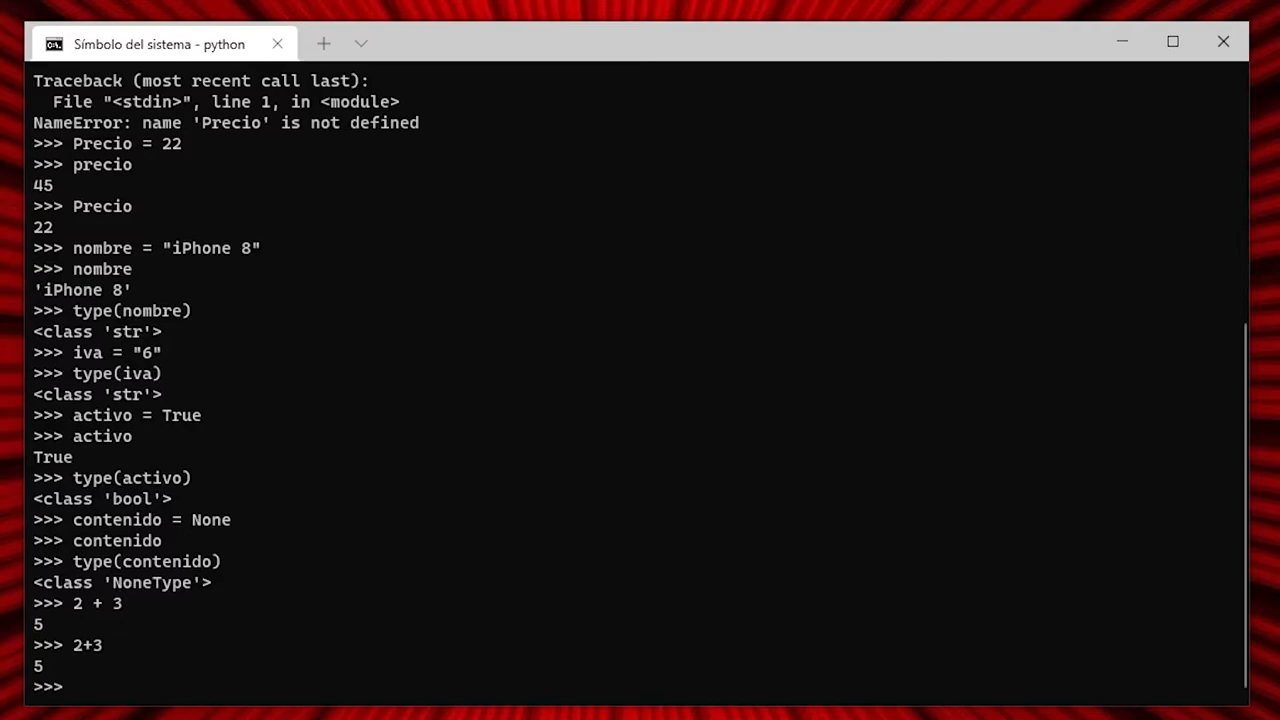 Símbolo del sistema - python
Traceback (most recent call last):
  File "<stdin>", line 1, in <module>
NameError: name 'Precio' is not defined
>>> Precio = 22
>>> precio
45
>>> Precio
22
>>> nombre = "iPhone 8"
>>> nombre
'iPhone 8'
>>> type(nombre)
<class 'str'>
>>> iva = "6"
>>> type(iva)
<class 'str'>
>>> activo = True
>>> activo
True
>>> type(activo)
<class 'bool'>
>>> contenido = None
>>> contenido
>>> type(contenido)
<class 'NoneType'>
>>> 2 + 3
5
>>> 2+3
5
>>>